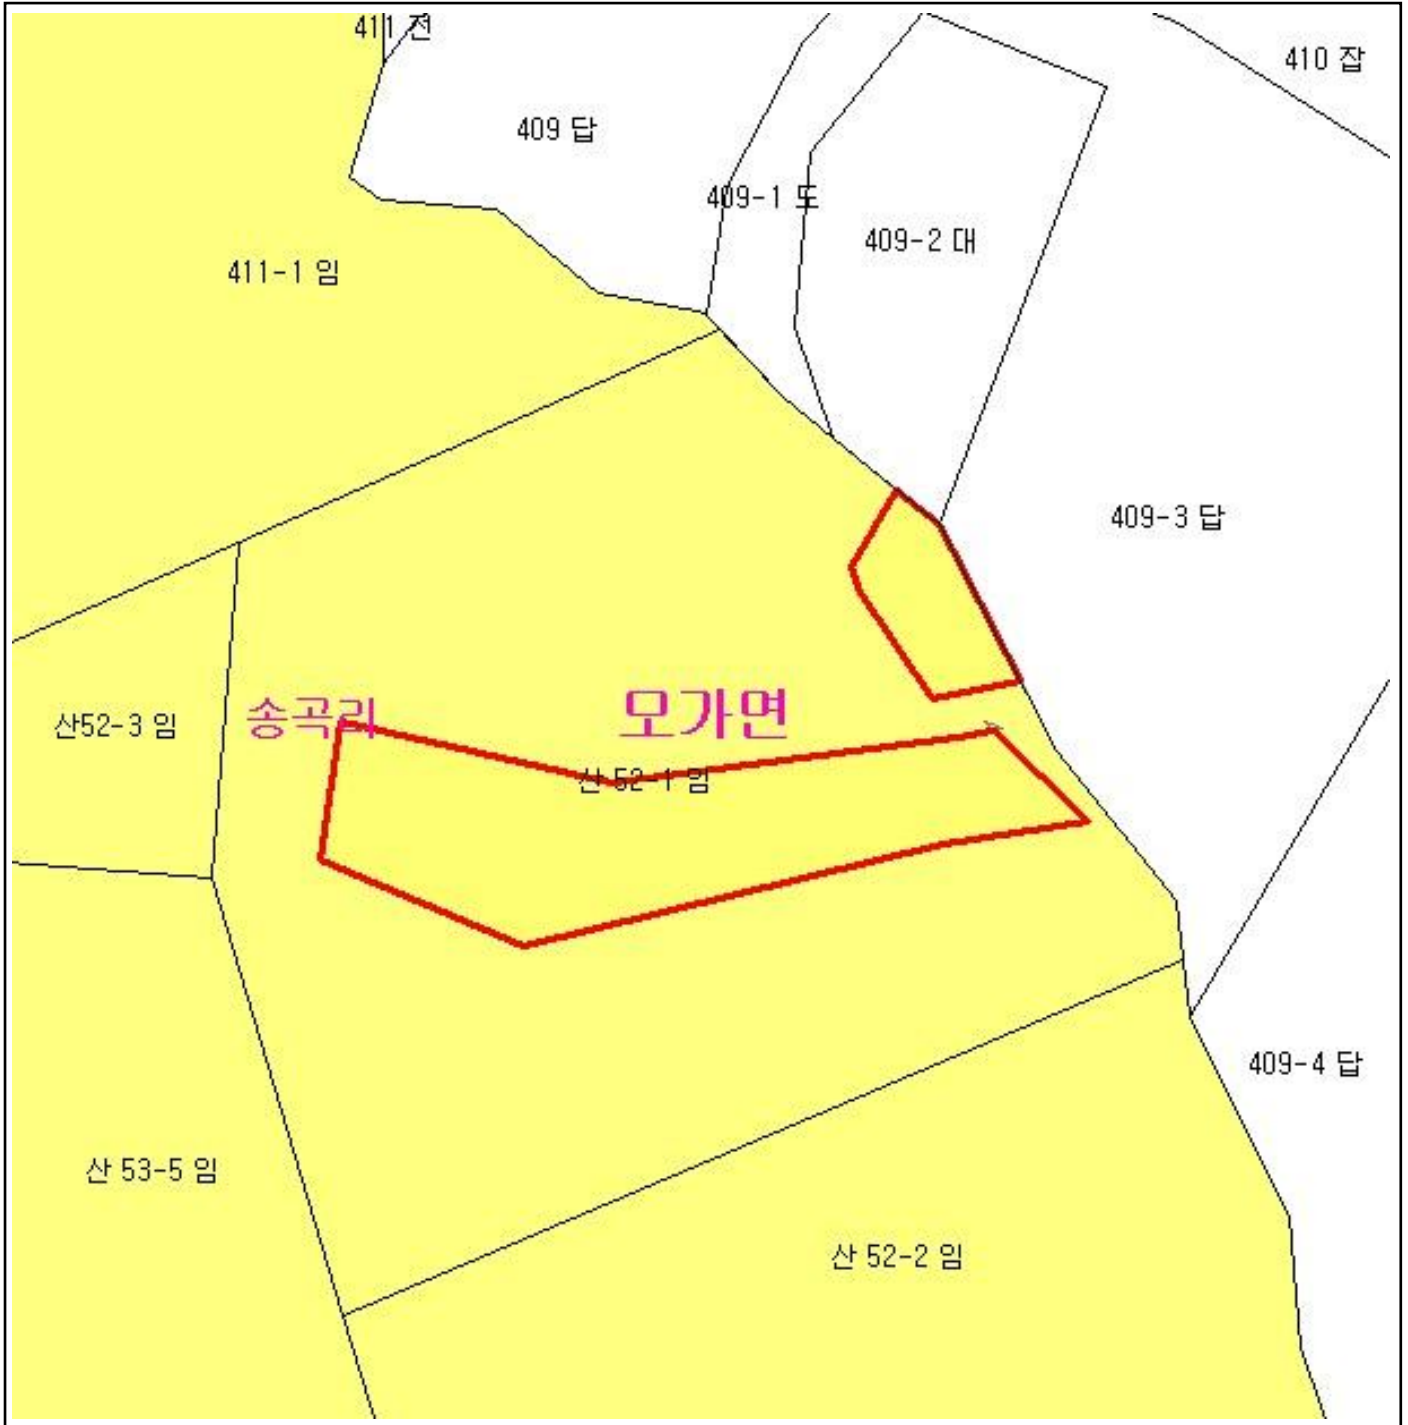 411 전
410 잡
409 답
409-1 도
409-2 대
411-1 임
409-3 답
송곡리
모가면
산52-3 임
산 52-1 임
409-4 답
산 53-5 임
산 52-2 임